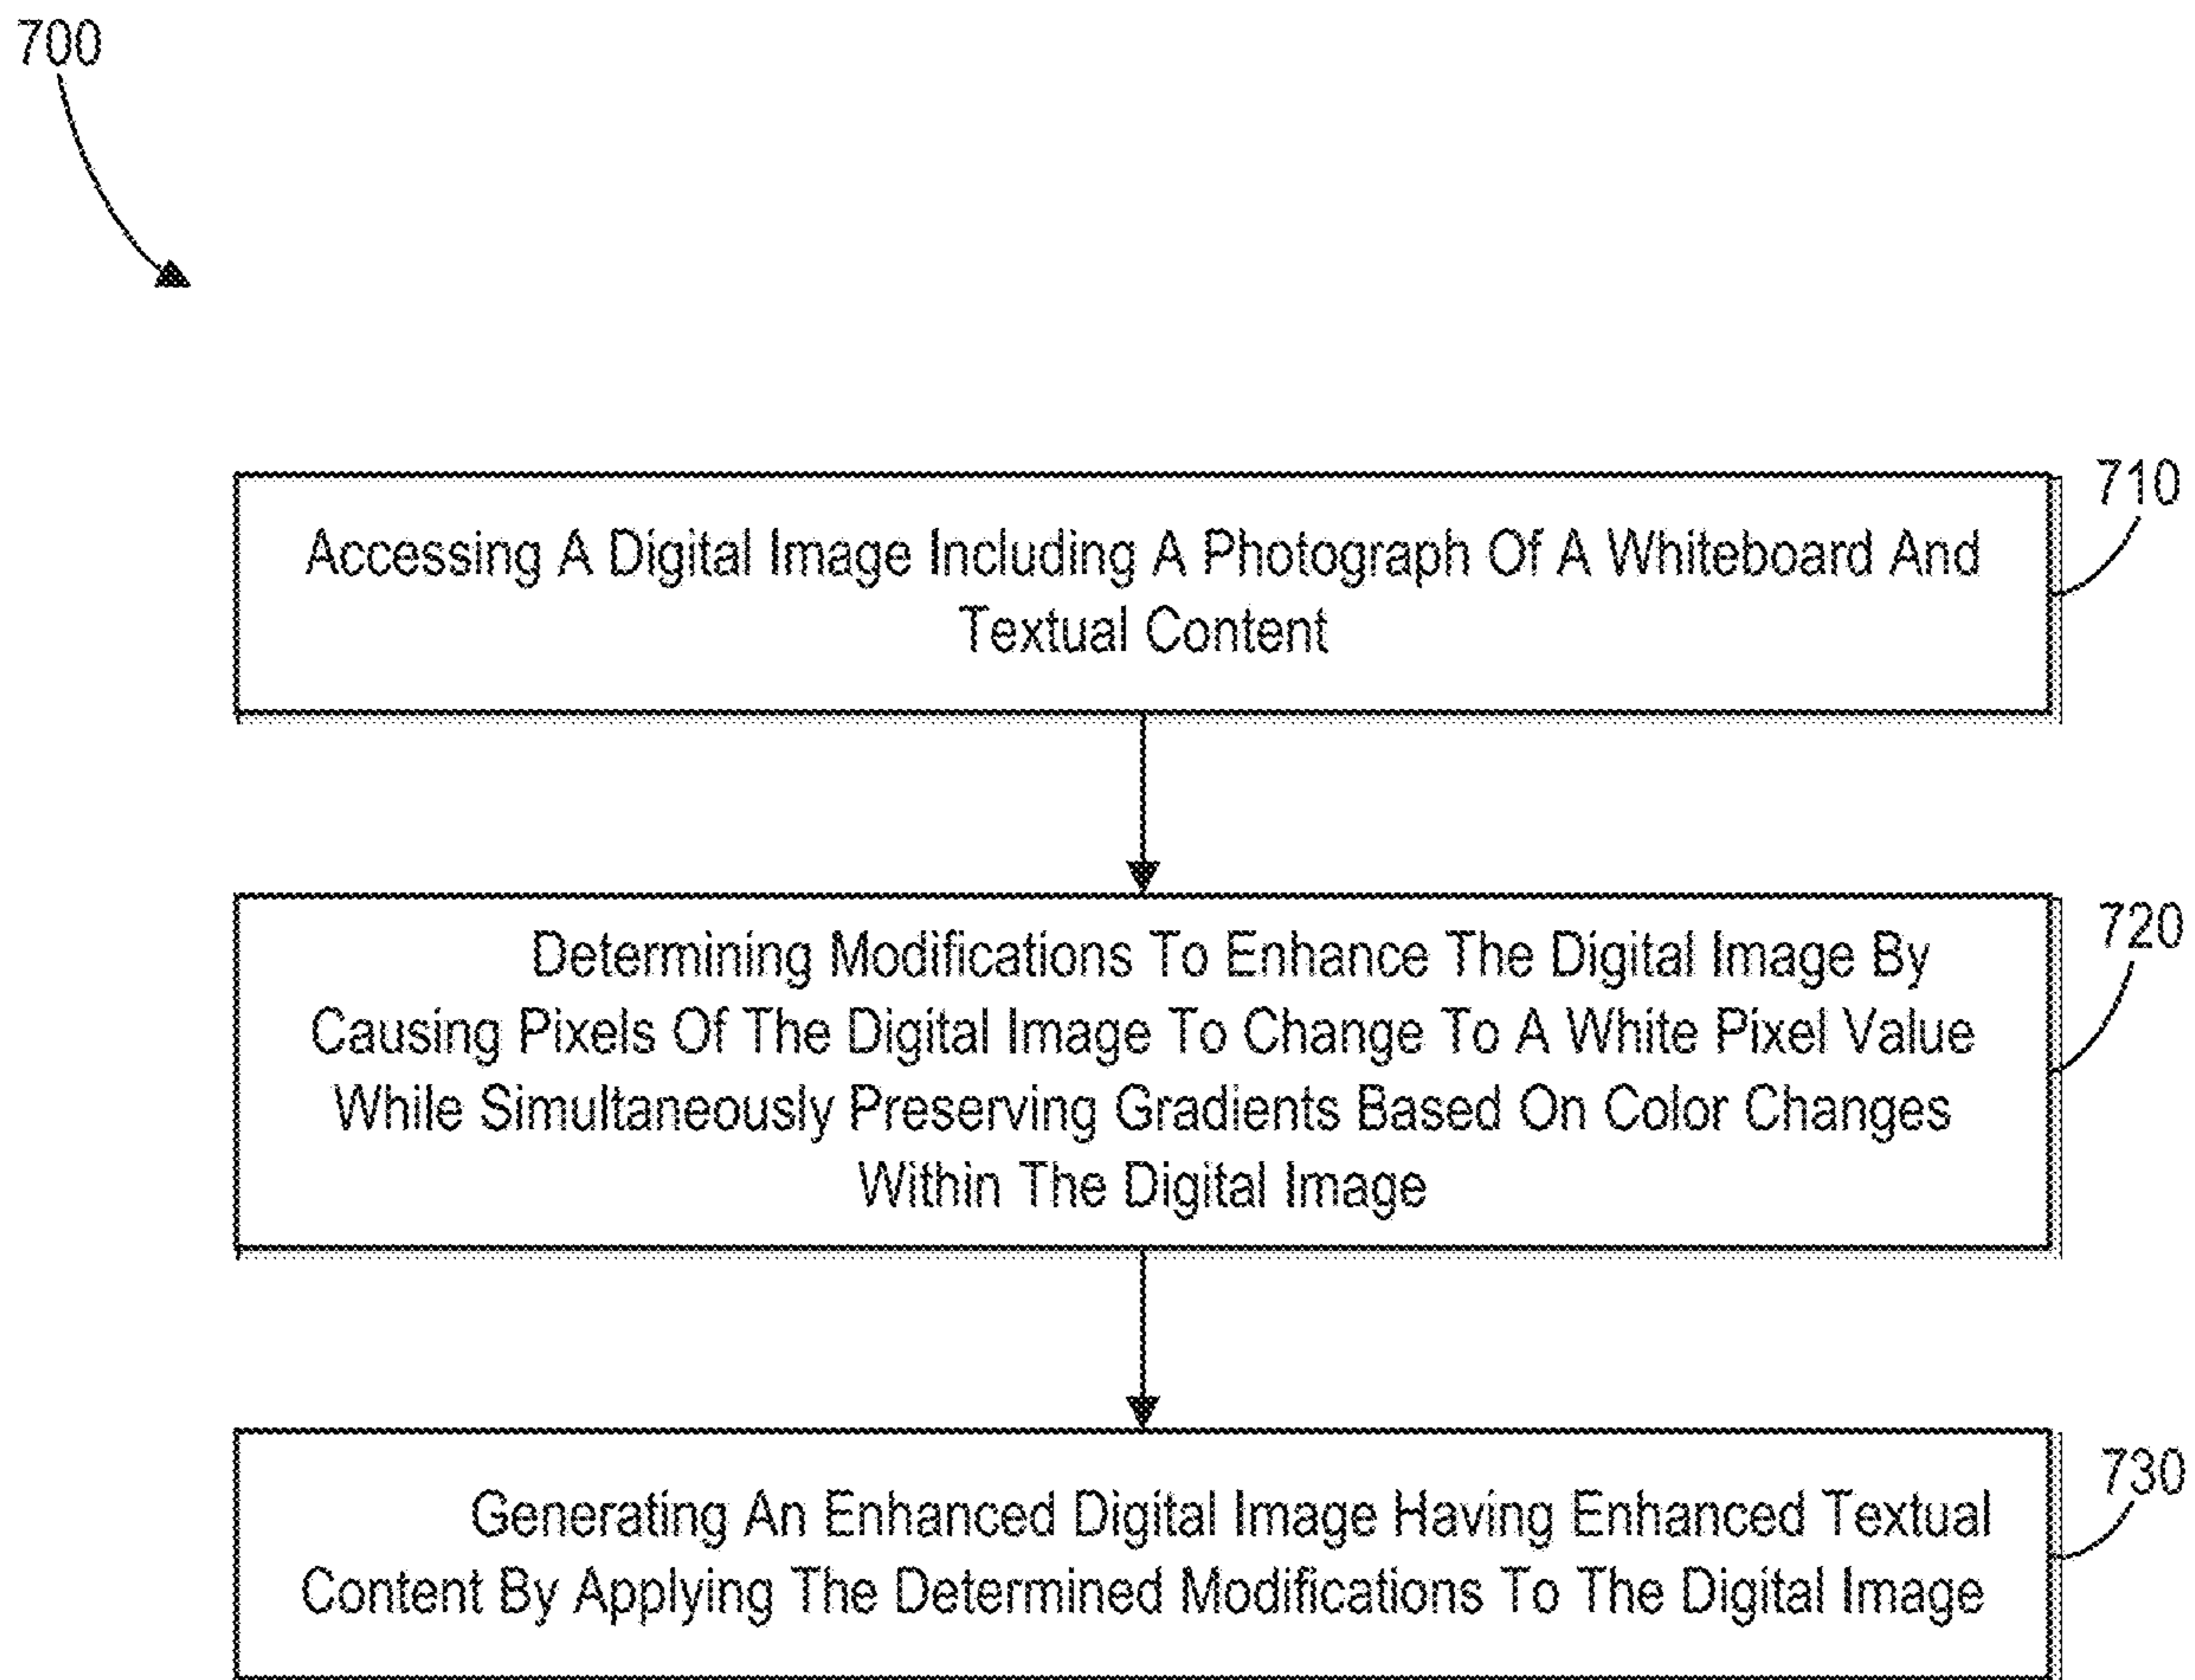 700
710
Accessing A Digital Image Including A Photograph Of A Whiteboard And
Textual Content
720
Determining Modifications To Enhance The Digital Image By
Causing Pixels Of The Digital Image To Change To A White Pixel Value
While Simultaneously Preserving Gradients Based On Color Changes
Within The Digital Image
730
Generating An Enhanced Digital Image Having Enhanced Textual
Content By Applying The Determined Modifications To The Digital Image